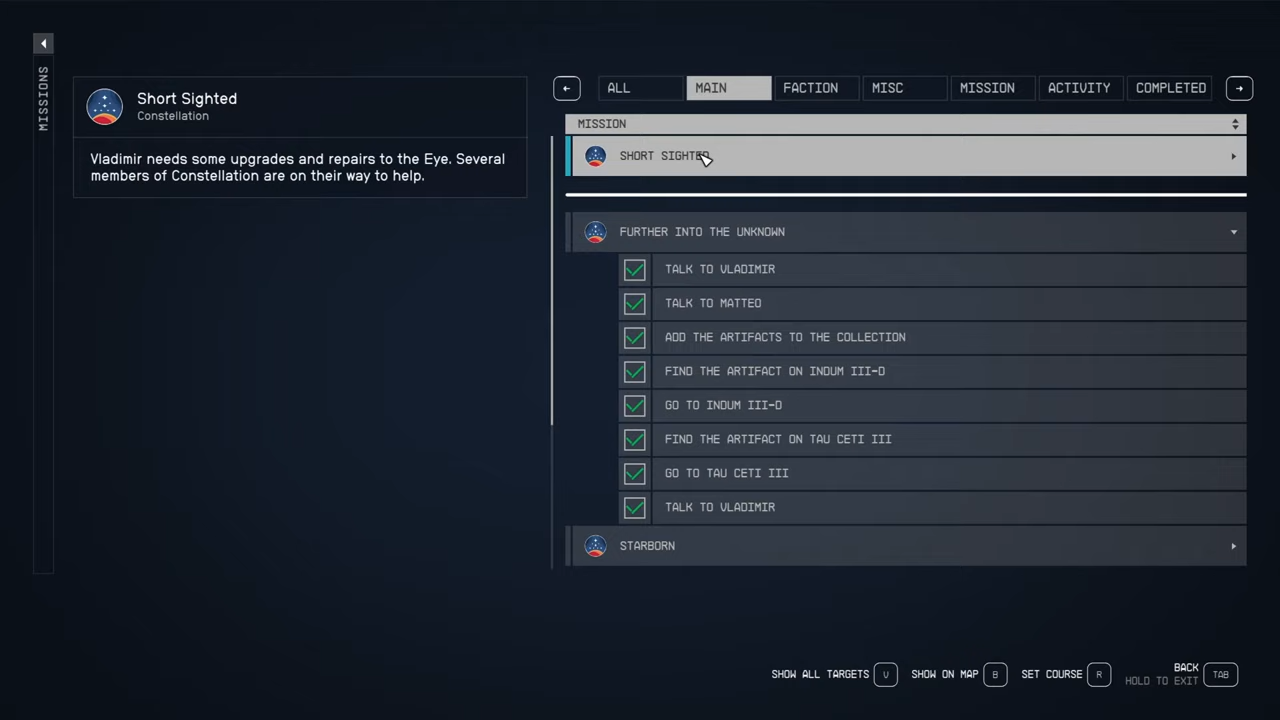 MISSIONS
Short Sighted
Constellation
Vladimir needs some upgrades and repairs to the Eye. Several
members of Constellation are on their way to help.
ALL MAIN FACTION MISC MISSION ACTIVITY COMPLETED
MISSION
SHORT SIGHTED
FURTHER INTO THE UNKNOWN
TALK TO VLADIMIR
TALK TO MATTEO
ADD THE ARTIFACTS TO THE COLLECTION
FIND THE ARTIFACT ON INDUM III-D
GO TO INDUM III-D
FIND THE ARTIFACT ON TAU CETI III
GO TO TAU CETI III
TALK TO VLADIMIR
STARBORN
SHOW ALL TARGETS V SHOW ON MAP B SET COURSE R BACK
HOLD TO EXIT TAB